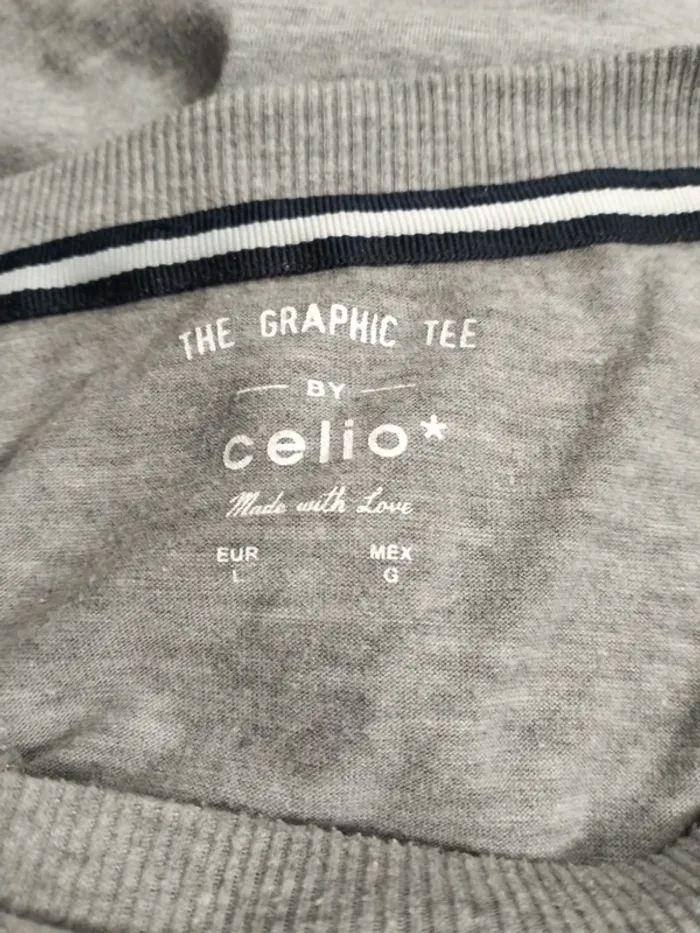 THE GRAPHIC TEE
BY
celio*
Made with Love
EUR MEX
L G